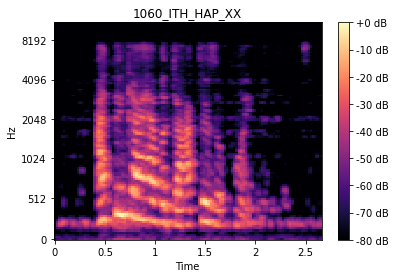 1060_ITH_HAP_XX
8192
4096
2048
1024
512
0
Hz
0
0.5
1
1.5
2
2.5
Time
+0 dB
-10 dB
-20 dB
-30 dB
-40 dB
-50 dB
-60 dB
-70 dB
-80 dB